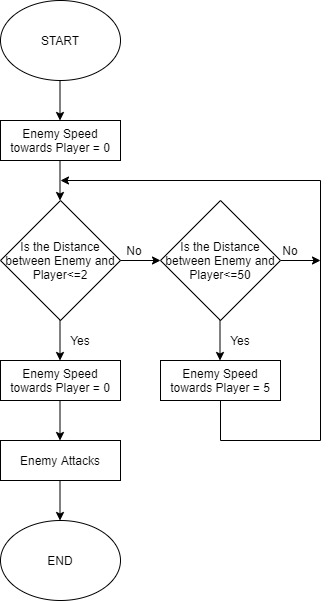 START
Enemy Speed
towards Player = 0
Is the Distance
between Enemy and
Player<=2
No
Is the Distance
between Enemy and
Player<=50
No
Yes
Yes
Enemy Speed
towards Player = 0
Enemy Speed
towards Player = 5
Enemy Attacks
END